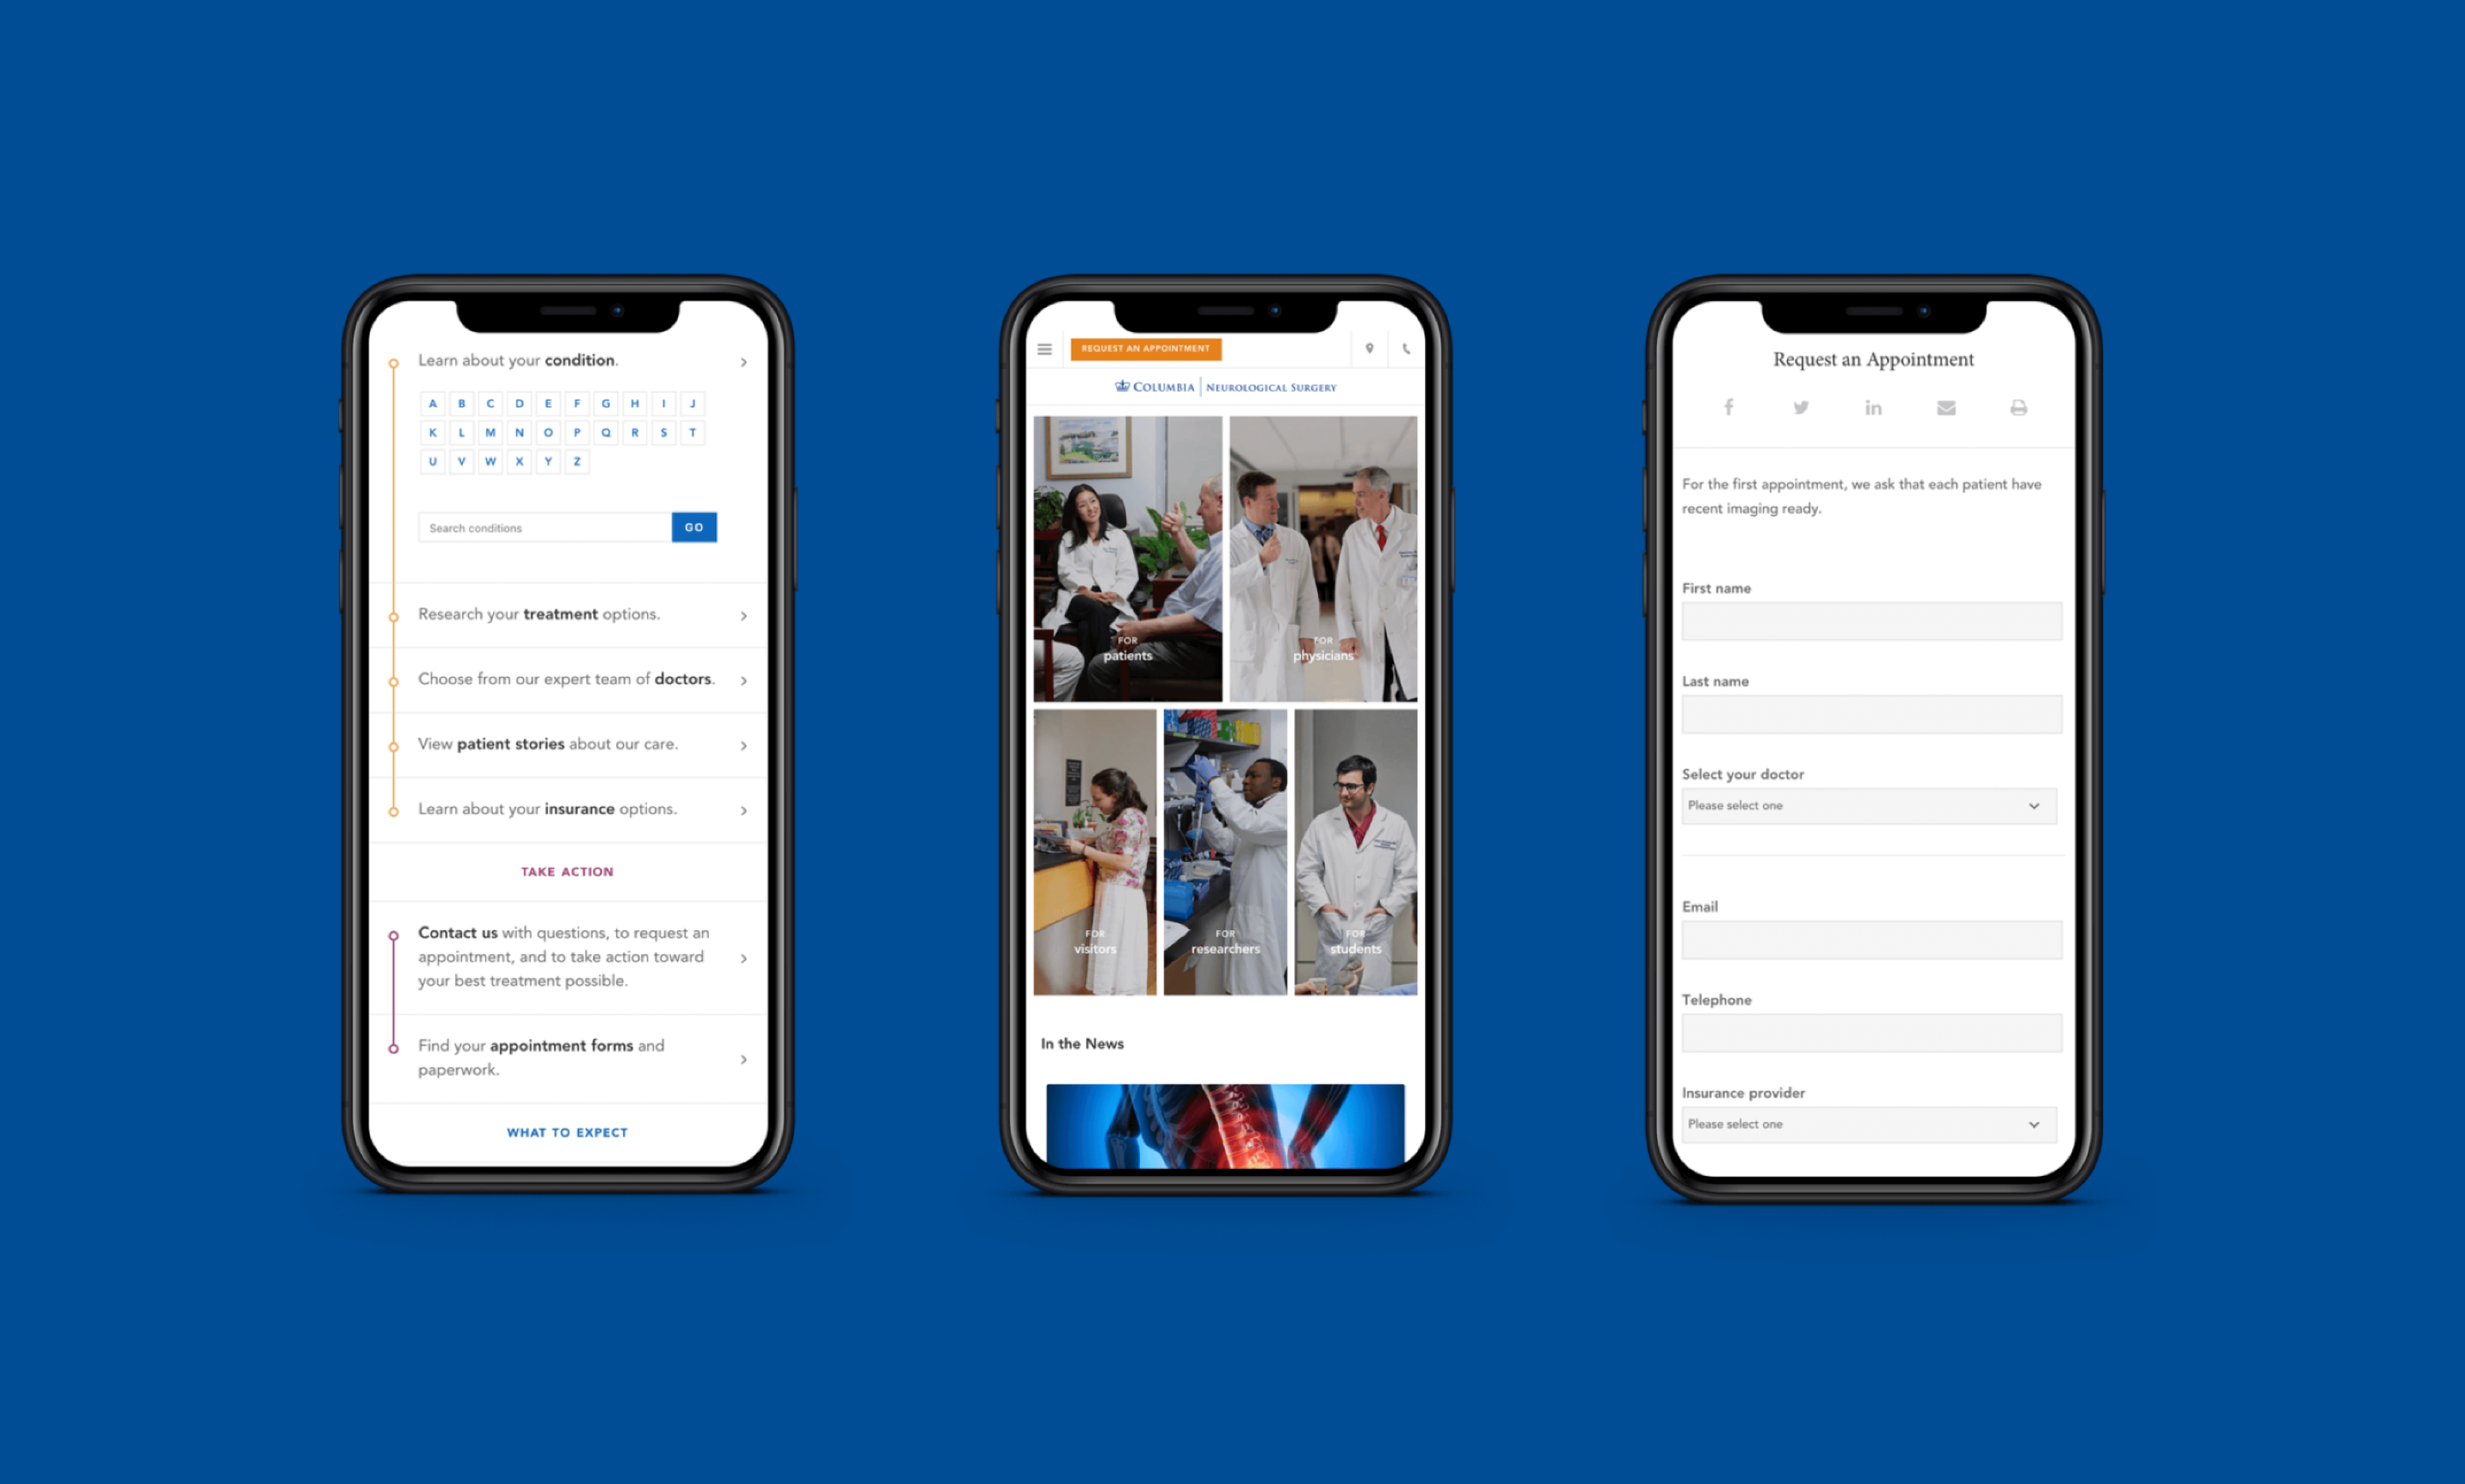 Learn about your condition.
A B C D E F G H I J
K L M N O P Q R S T
U V W X Y Z
Search conditions GO
Research your treatment options.
Choose from our expert team of doctors.
View patient stories about our care.
Learn about your insurance options.
TAKE ACTION
Contact us with questions, to request an
appointment, and to take action toward
your best treatment possible.
Find your appointment forms and
paperwork.
WHAT TO EXPECT
REQUEST AN APPOINTMENT
COLUMBIA NEUROLOGICAL SURGERY
FOR
patients
FOR
physicians
FOR
visitors
FOR
researchers
FOR
students
In the News
Request an Appointment
For the first appointment, we ask that each patient have
recent imaging ready.
First name
Last name
Select your doctor
Please select one
Email
Telephone
Insurance provider
Please select one